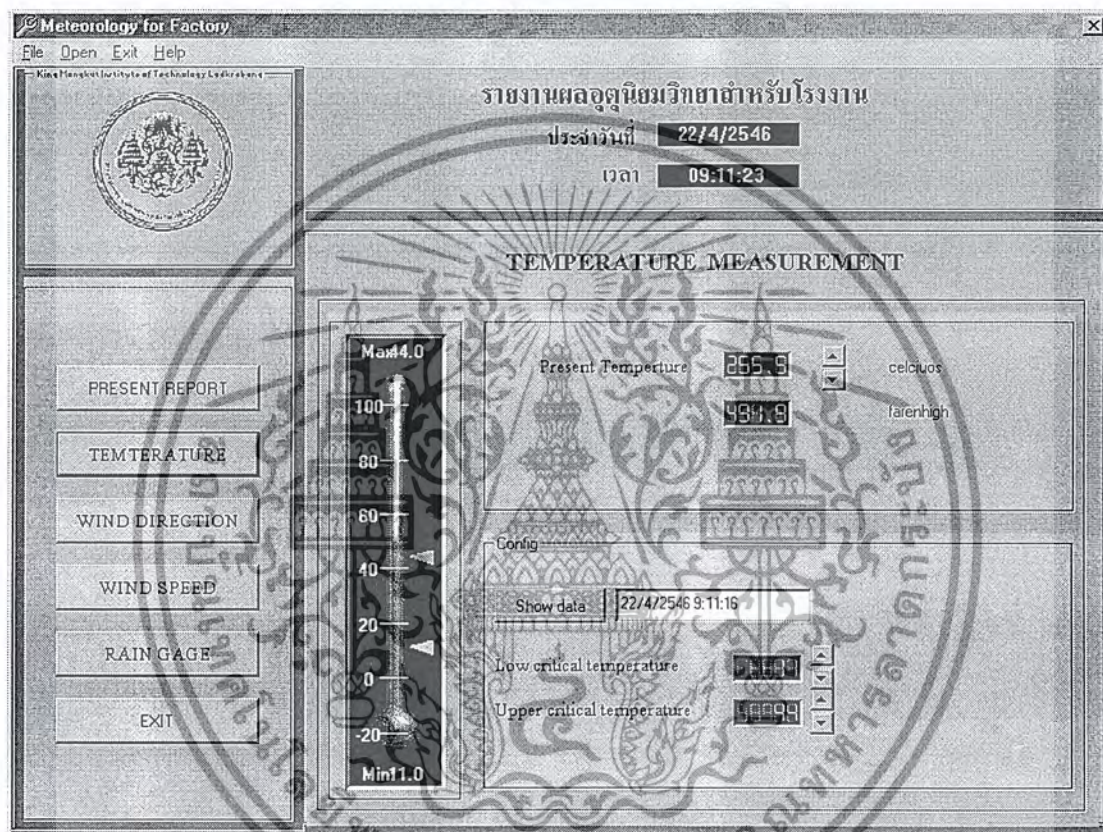 Meteorology for Factory
File Open Exit Help
King Mongkut Institute of Technology Ladkrabang
รายงานผลอุตุนิยมวิทยาสำหรับโรงงาน
ประจำวันที่ 22/4/2546
เวลา 09:11:23
TEMPERATURE MEASUREMENT
PRESENT REPORT
TEMTERATURE
WIND DIRECTION
WIND SPEED
RAIN GAGE
EXIT
Max44.0
100
80
60
40
20
0
-20
Min11.0
Present Temperture celciuos
farenhigh
Config
Show data 22/4/2546 9:11:16
Low critical temperature
Upper critical temperature